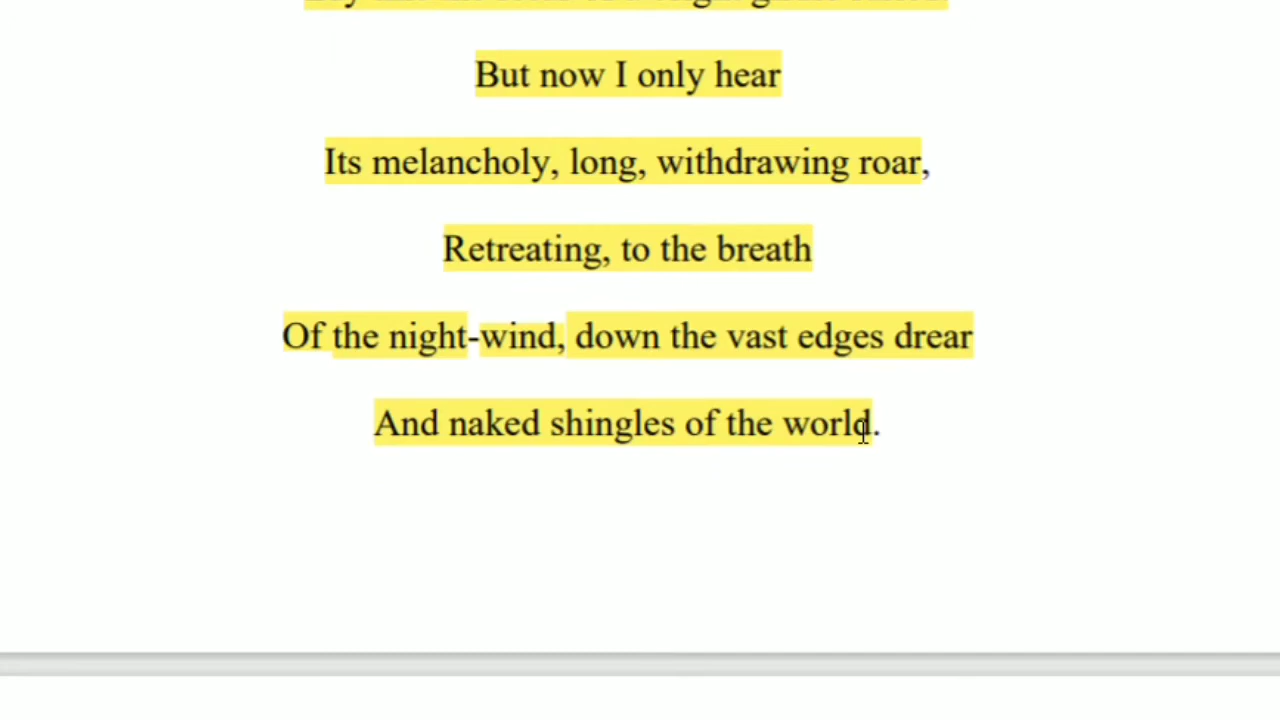 But now I only hear
Its melancholy, long, withdrawing roar,
Retreating, to the breath
Of the night-wind, down the vast edges drear
And naked shingles of the world.